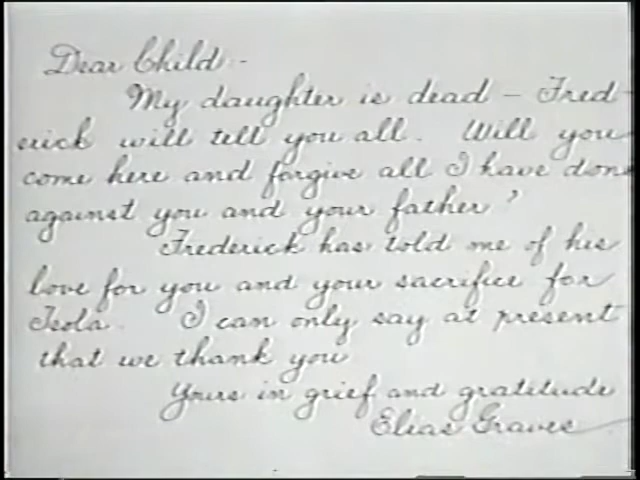 Dear Child -
My daughter is dead - Fred-
erick will tell you all. Will you
come here and forgive all I have done
against you and your father?
Frederick has told me of his
love for you and your sacrifice for
Teola. I can only say at present
that we thank you
Yours in grief and gratitude
Elias Graves